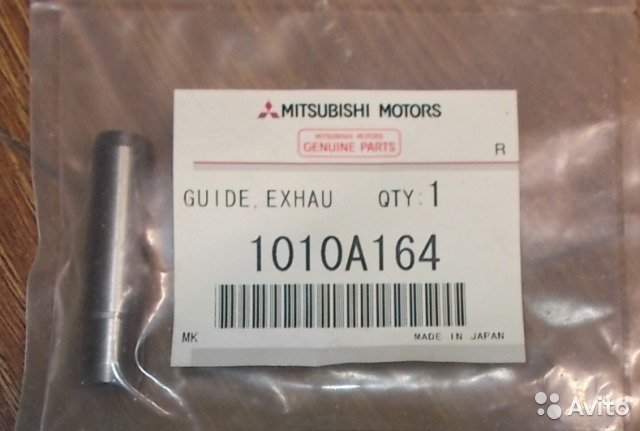 MITSUBISHI MOTORS
MITSUBISHI MOTORS
GENUINE PARTS
R
GUIDE, EXHAU QTY:1
1010A164
MK MADE IN JAPAN
Avito